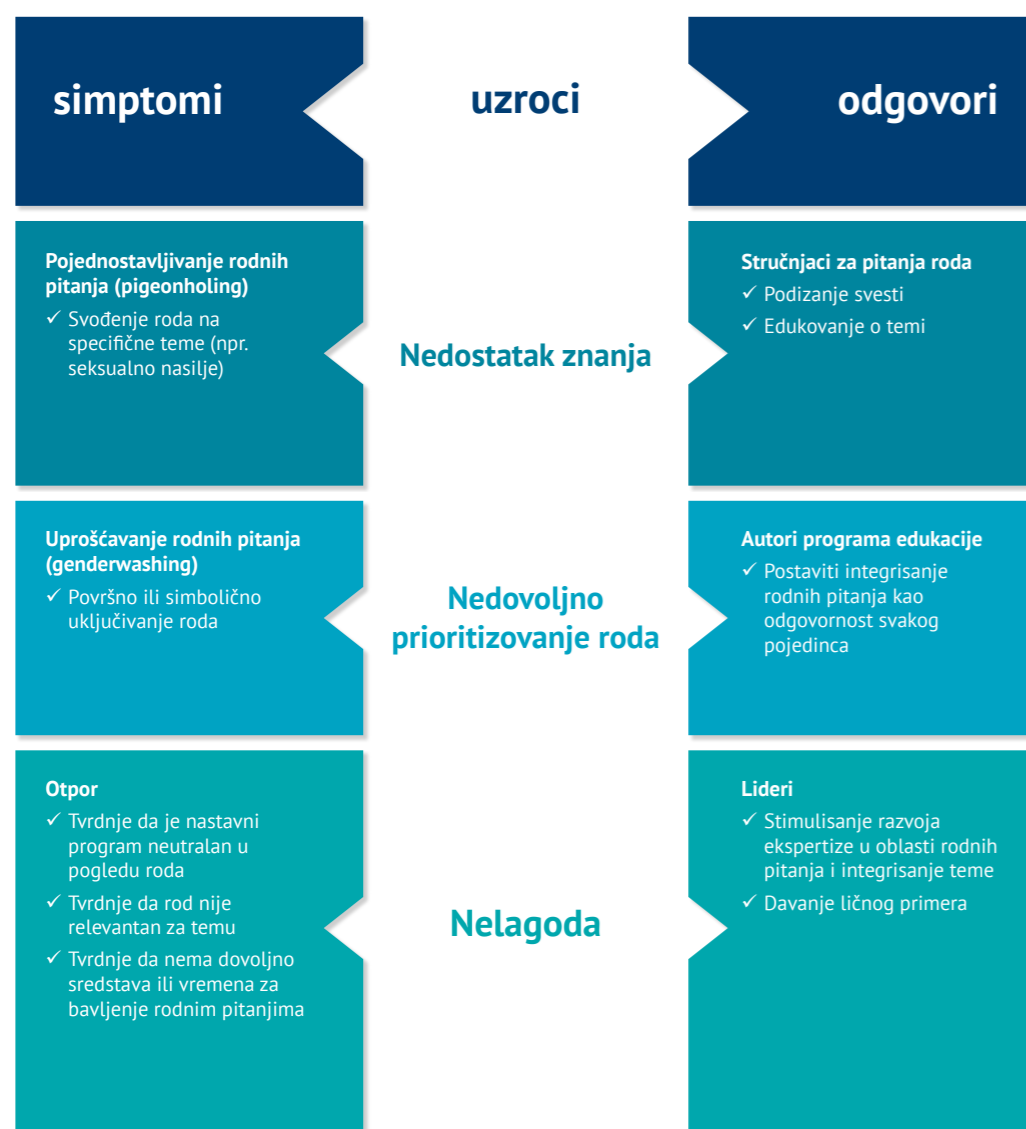 simptomi
uzroci
odgovori
Pojednostavljivanje rodnih
pitanja (pigeonholing)
✓ Svođenje roda na
specifične teme (npr.
seksualno nasilje)
Nedostatak znanja
Stručnjaci za pitanja roda
✓ Podizanje svesti
✓ Edukovanje o temi
Uprošćavanje rodnih pitanja
(genderwashing)
✓ Površno ili simbolično
uključivanje roda
Nedovoljno
prioritizovanje roda
Autori programa edukacije
✓ Postaviti integrisanje
rodnih pitanja kao
odgovornost svakog
pojedinca
Otpor
✓ Tvrdnje da je nastavni
program neutralan u
pogledu roda
✓ Tvrdnje da rod nije
relevantan za temu
✓ Tvrdnje da nema dovoljno
sredstava ili vremena za
bavljenje rodnim pitanjima
Nelagoda
Lideri
✓ Stimulisanje razvoja
ekspertize u oblasti rodnih
pitanja i integrisanje teme
✓ Davanje ličnog primera